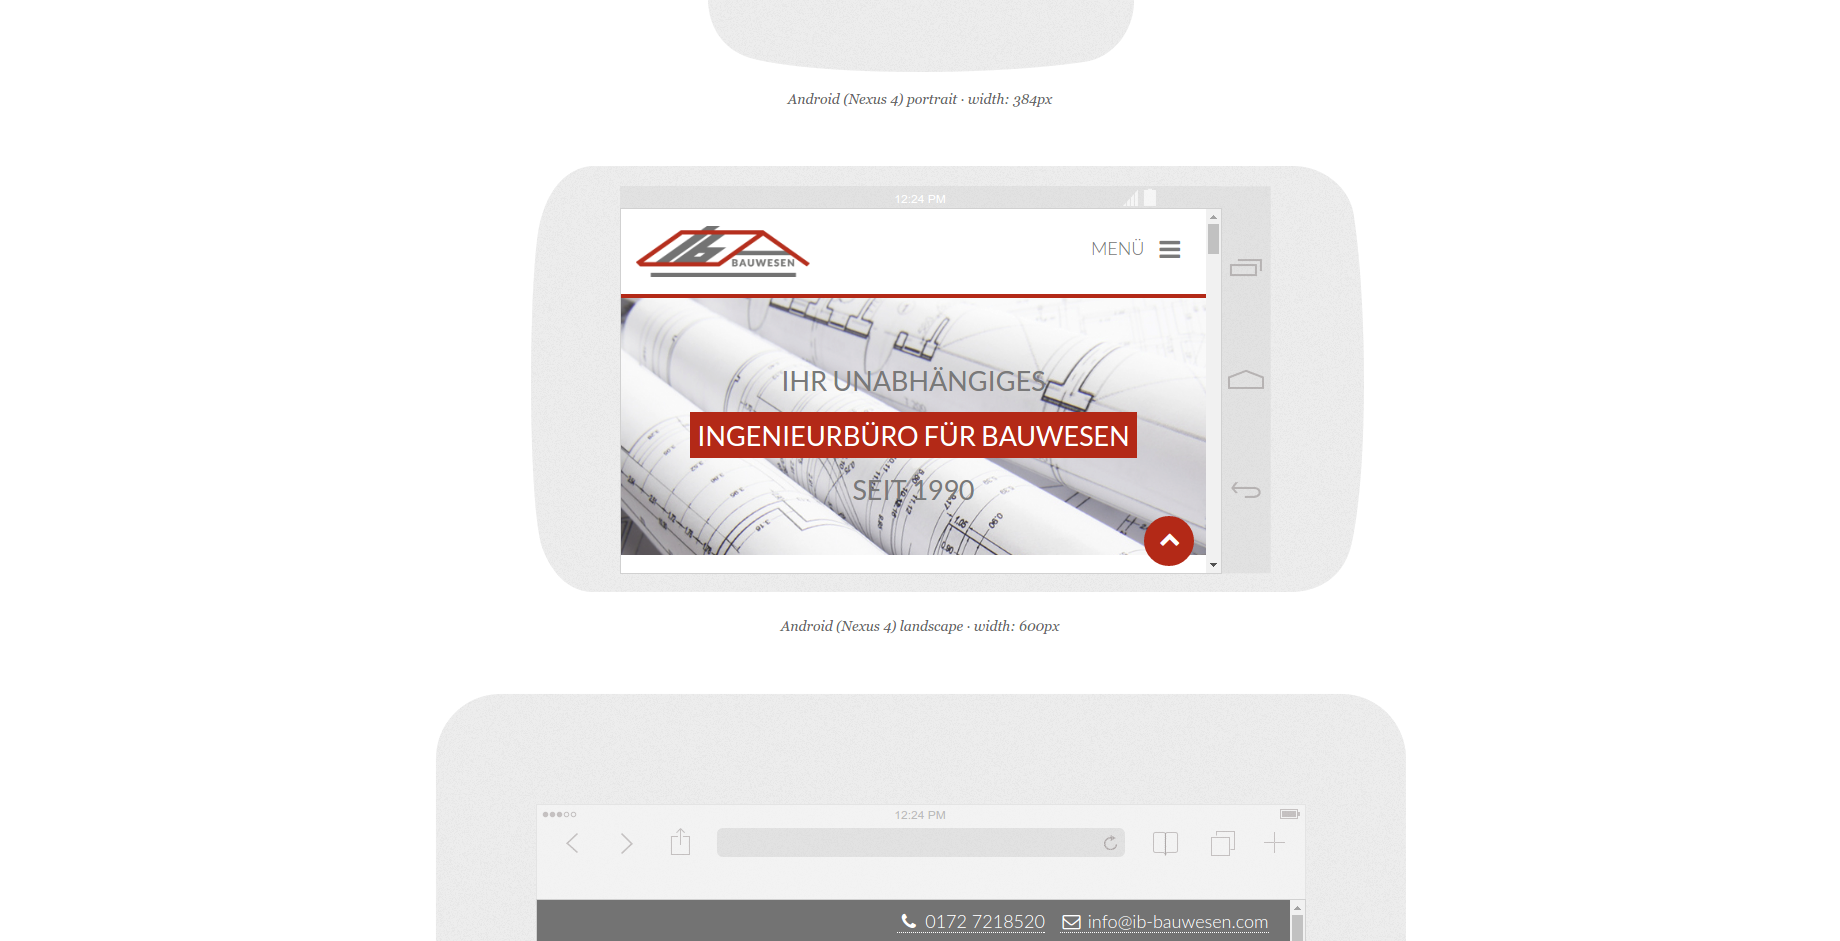 Android (Nexus 4) portrait · width: 384px
12:24 PM
BAUWESEN
MENÜ
IHR UNABHÄNGIGES
INGENIEURBÜRO FÜR BAUWESEN
SEIT 1990
Android (Nexus 4) landscape · width: 600px
12:24 PM
0172 7218520 info@ib-bauwesen.com